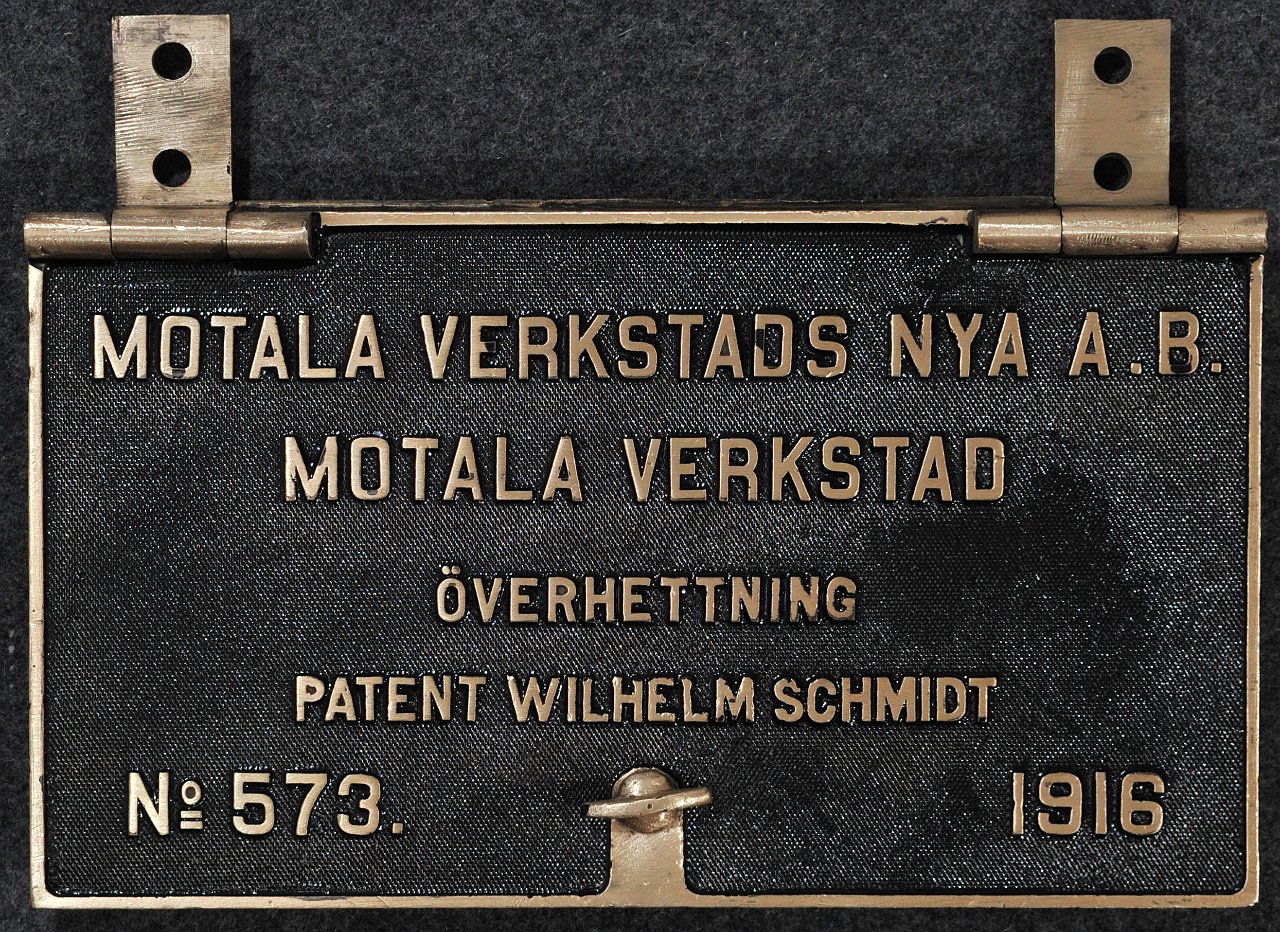 MOTALA VERKSTADS NYA A.B.
MOTALA VERKSTAD
ÖVERHETTNING
PATENT WILHELM SCHMIDT
Nº 573. 1916